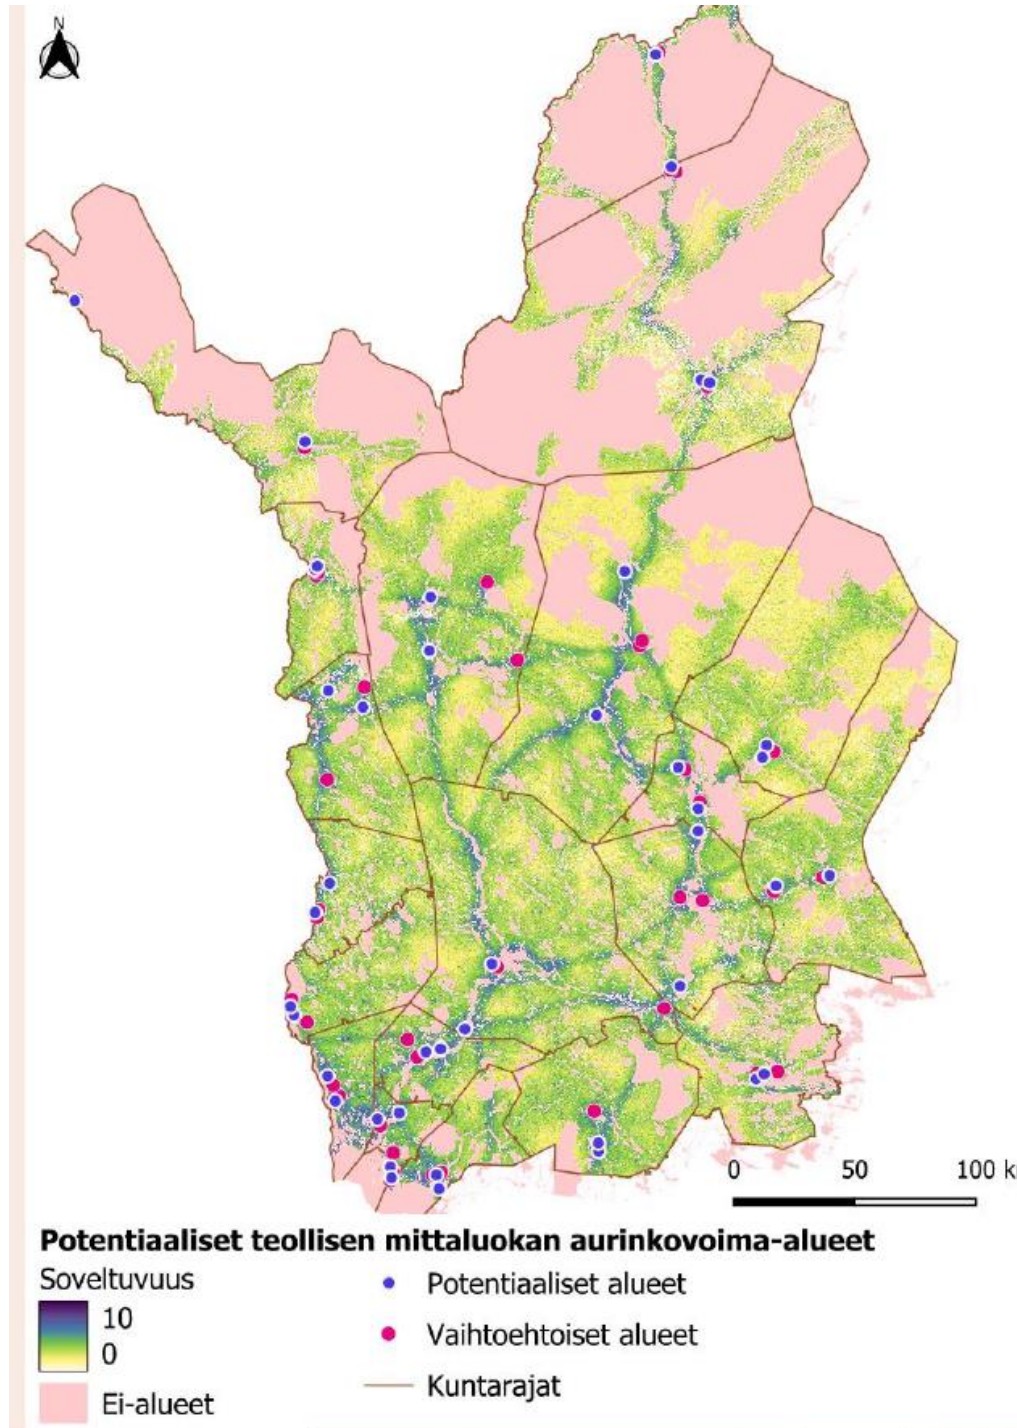 N
0 50 100 k
Potentiaaliset teollisen mittaluokan aurinkovoima-alueet
Soveltuvuus
10
0
Ei-alueet
Potentiaaliset alueet
Vaihtoehtoiset alueet
Kuntarajat